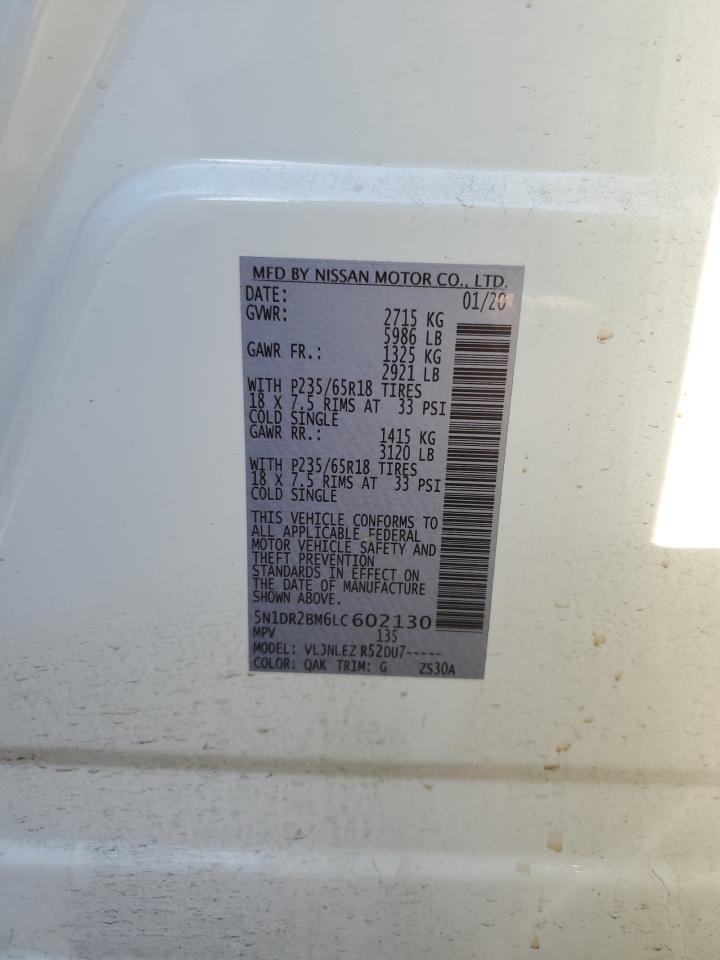 MFD BY NISSAN MOTOR CO., LTD.
DATE: 01/20
GVWR: 2715 KG
5986 LB
GAWR FR.: 1325 KG
2921 LB
WITH P235/65R18 TIRES
18 X 7.5 RIMS AT 33 PSI
COLD SINGLE
GAWR RR.: 1415 KG
3120 LB
WITH P235/65R18 TIRES
18 X 7.5 RIMS AT 33 PSI
COLD SINGLE
THIS VEHICLE CONFORMS TO
ALL APPLICABLE FEDERAL
MOTOR VEHICLE SAFETY AND
THEFT PREVENTION
STANDARDS IN EFFECT ON
THE DATE OF MANUFACTURE
SHOWN ABOVE.
5N1DR2BM6LC602130
MPV 135
MODEL: VLJNLEZ R52DU7-----
COLOR: QAK TRIM: G ZS30A